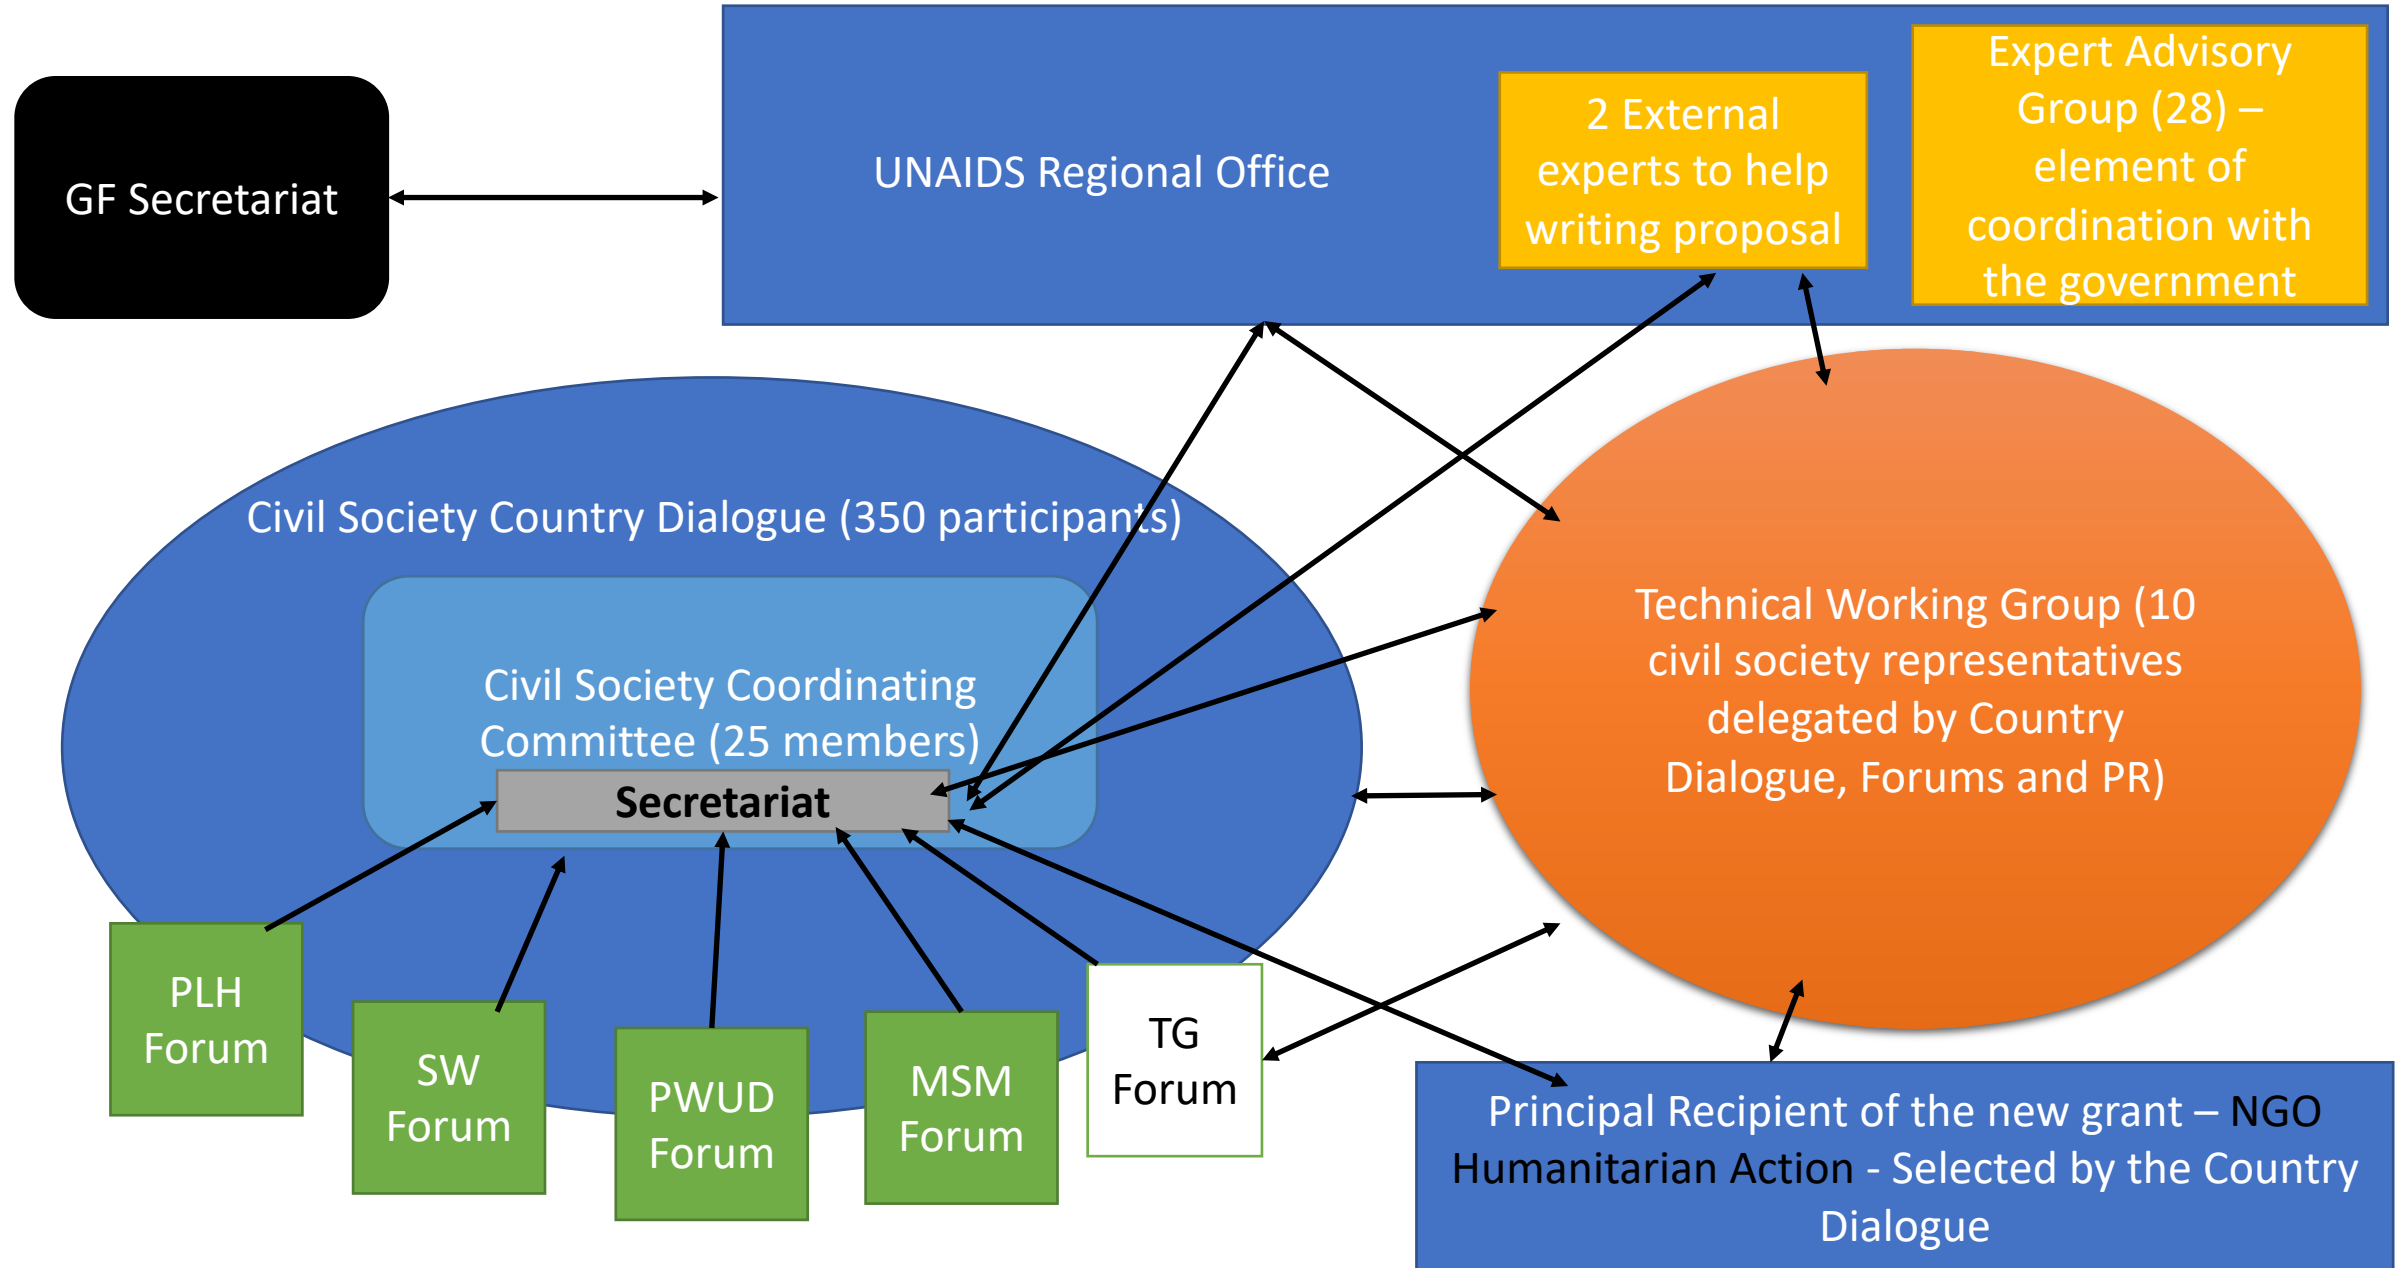 GF Secretariat
UNAIDS Regional Office
2 External
experts to help
writing proposal
Expert Advisory
Group (28) –
element of
coordination with
the government
Civil Society Country Dialogue (350 participants)
Civil Society Coordinating
Committee (25 members)
Secretariat
Technical Working Group (10
civil society representatives
delegated by Country
Dialogue, Forums and PR)
PLH
Forum
SW
Forum
PWUD
Forum
MSM
Forum
TG
Forum
Principal Recipient of the new grant – NGO
Humanitarian Action - Selected by the Country
Dialogue